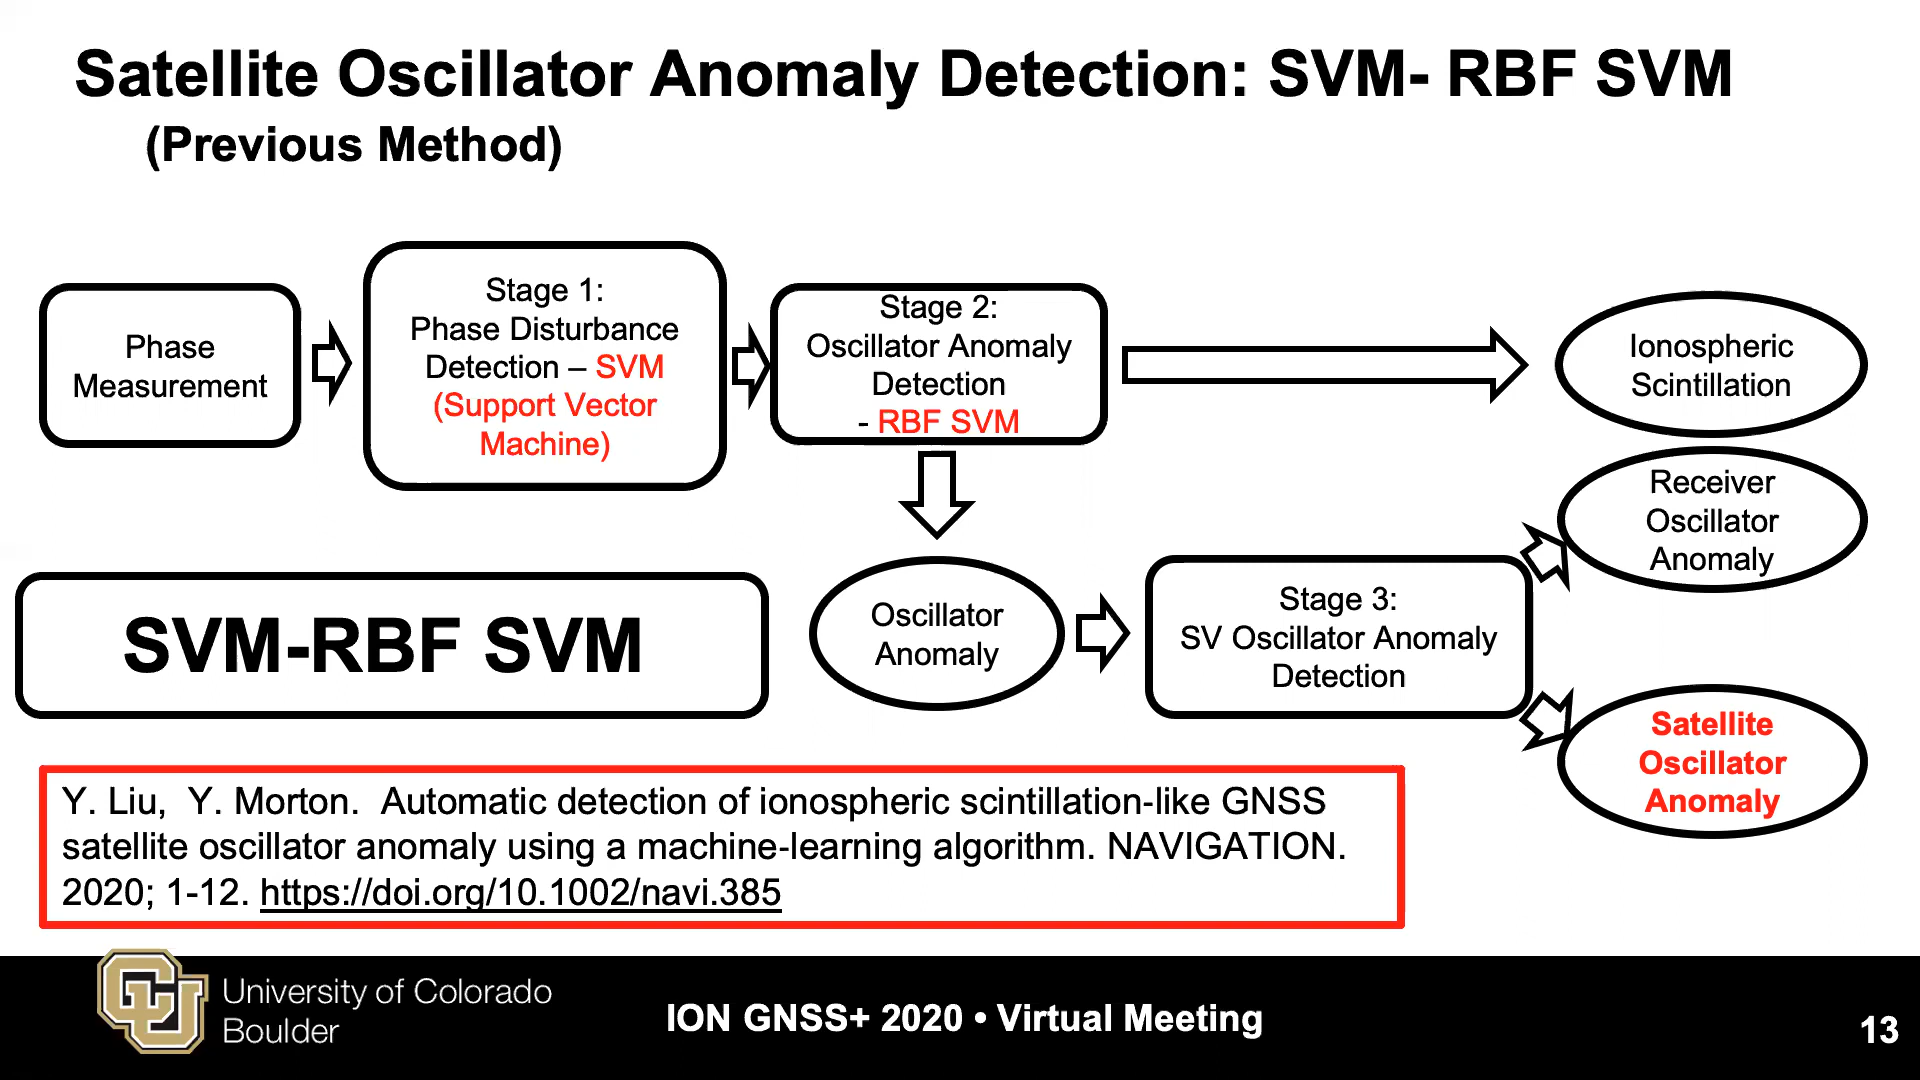 Satellite Oscillator Anomaly Detection: SVM- RBF SVM
(Previous Method)
Phase
Measurement
Stage 1:
Phase Disturbance
Detection – SVM
(Support Vector
Machine)
Stage 2:
Oscillator Anomaly
Detection
- RBF SVM
Ionospheric
Scintillation
Receiver
Oscillator
Anomaly
Oscillator
Anomaly
Stage 3:
SV Oscillator Anomaly
Detection
Satellite
Oscillator
Anomaly
SVM-RBF SVM
Y. Liu, Y. Morton. Automatic detection of ionospheric scintillation-like GNSS
satellite oscillator anomaly using a machine-learning algorithm. NAVIGATION.
2020; 1-12. https://doi.org/10.1002/navi.385
CU
University of Colorado
Boulder
ION GNSS+ 2020 • Virtual Meeting
13